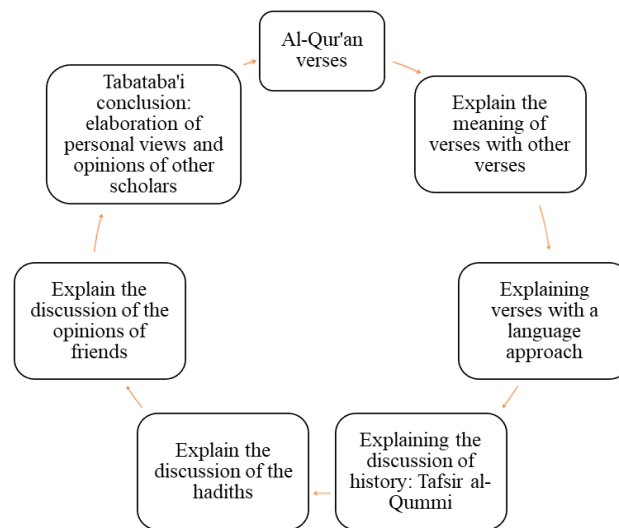 Al-Qur'an
verses
Explain the
meaning of
verses with other
verses
Explaining
verses with a
language
approach
Explaining the
discussion of
history: Tafsir al-
Qummi
Explain the
discussion of the
hadiths
Explain the
discussion of the
opinions of
friends
Tabataba'i
conclusion:
elaboration of
personal views and
opinions of other
scholars